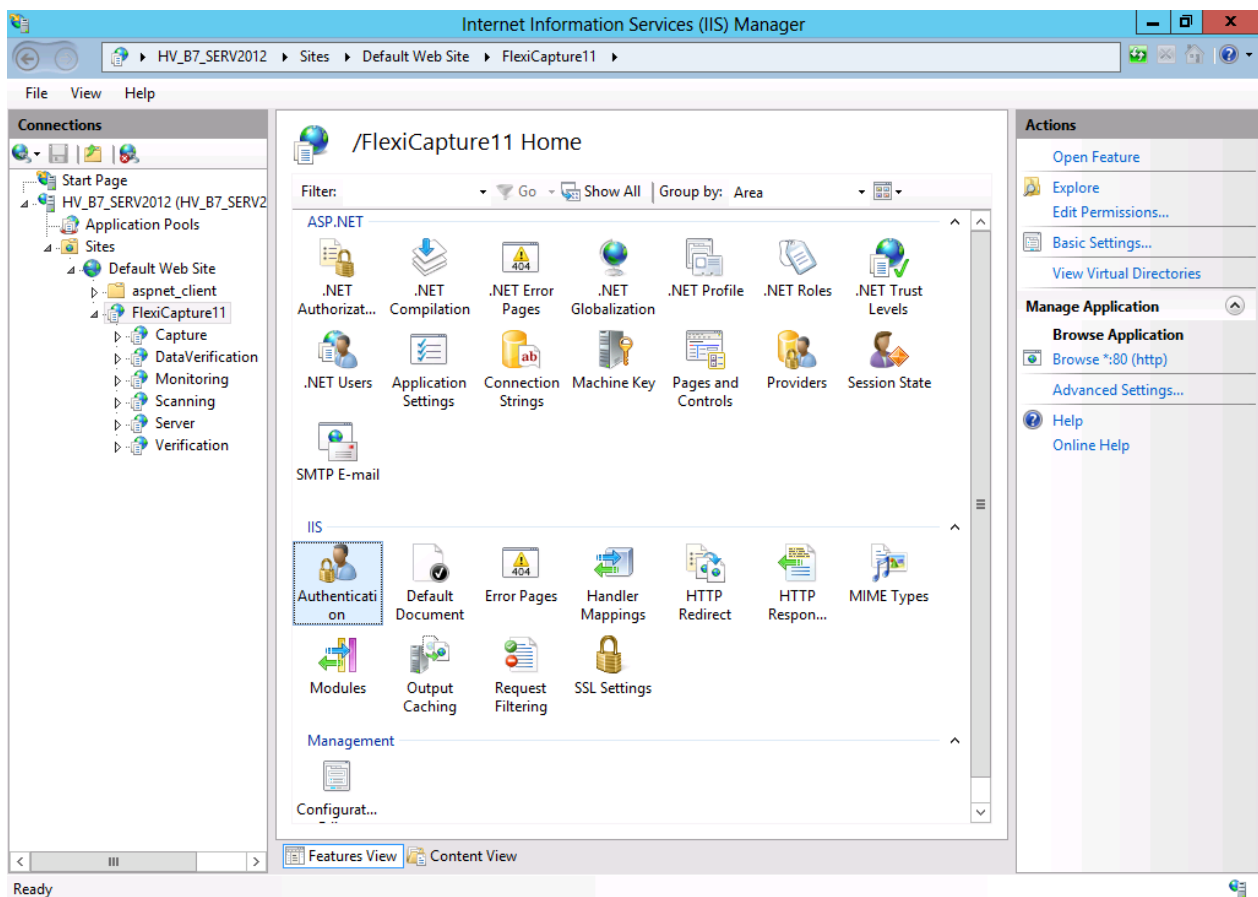 Internet Information Services (IIS) Manager
HV_B7_SERV2012 Sites Default Web Site FlexiCapture11
File View Help
Connections
Start Page
HV_B7_SERV2012 (HV_B7_SERV2
Application Pools
Sites
Default Web Site
aspnet_client
FlexiCapture11
Capture
DataVerification
Monitoring
Scanning
Server
Verification
/FlexiCapture11 Home
Filter: Go Show All Group by: Area
ASP.NET
.NET Authorizat...
.NET Compilation
.NET Error Pages
.NET Globalization
.NET Profile
.NET Roles
.NET Trust Levels
.NET Users
Application Settings
Connection Strings
Machine Key
Pages and Controls
Providers
Session State
SMTP E-mail
IIS
Authenticati on
Default Document
Error Pages
Handler Mappings
HTTP Redirect
HTTP Respon...
MIME Types
Modules
Output Caching
Request Filtering
SSL Settings
Management
Configurat...
Features View Content View
Actions
Open Feature
Explore
Edit Permissions...
Basic Settings...
View Virtual Directories
Manage Application
Browse Application
Browse *:80 (http)
Advanced Settings...
Help
Online Help
Ready